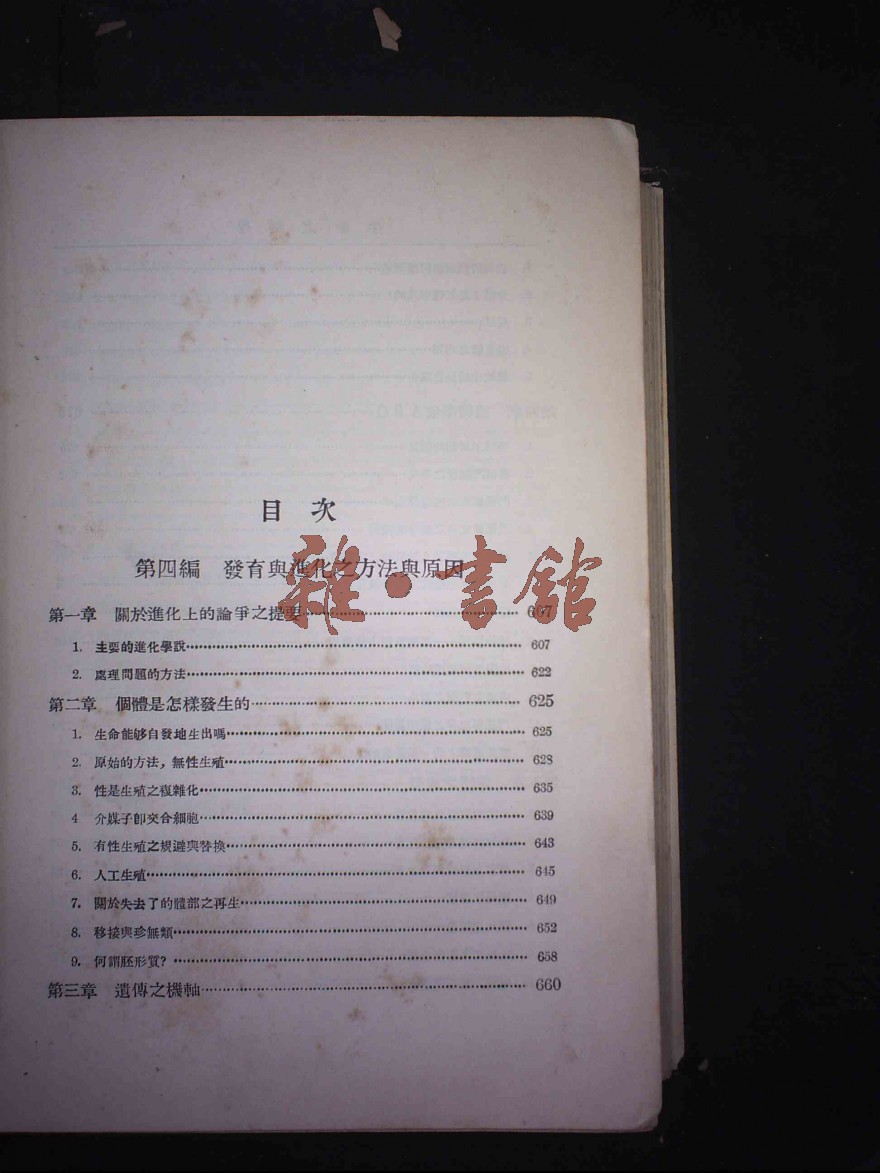 目次
第四編　發育與進化之方法與原因
第一章　關於進化上的論爭之提要 607
1. 主要的進化學說 607
2. 處理問題的方法 622
第二章　個體是怎樣發生的 625
1. 生命能够自發地生出嗎 625
2. 原始的方法，無性生殖 628
3. 性是生殖之複雜化 635
4 介媒子卽交合細胞 639
5. 有性生殖之規避與替換 643
6. 人工生殖 645
7. 關於失去了的體部之再生 649
8. 移接與珍無類 652
9. 何謂胚形質？ 658
第三章　遺傳之機軸 660
雜·書館